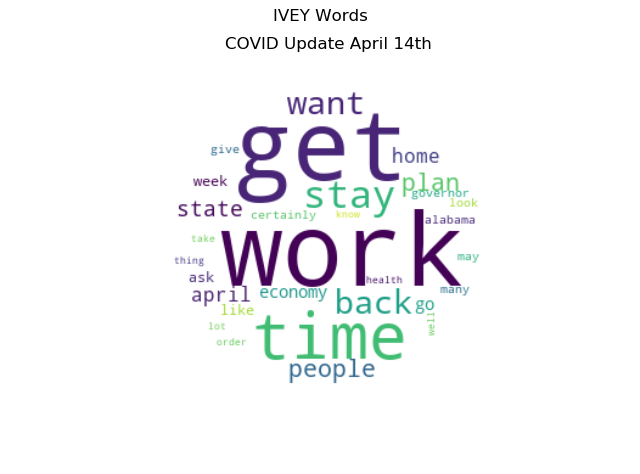 IVEY Words
COVID Update April 14th
want
get
give
home
week
stay
plan
governor
state
certainly
know
look
alabama
work
take
thing
may
ask
health
april
economy
many
like
back
go
lot
time
well
order
people